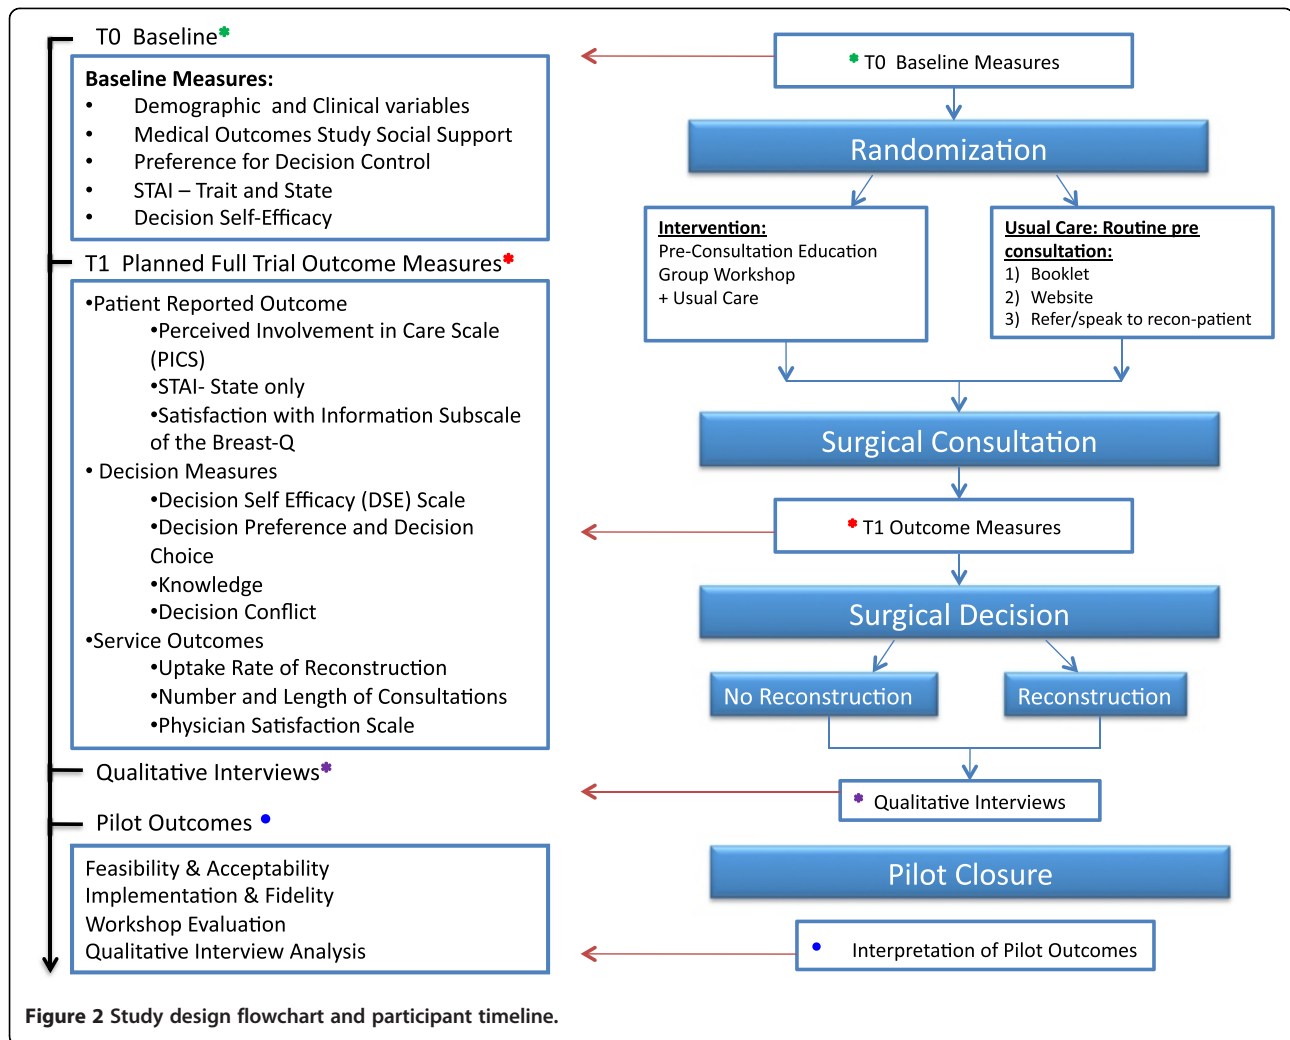 T0 Baseline*
Baseline Measures:
• Demographic and Clinical variables
• Medical Outcomes Study Social Support
• Preference for Decision Control
• STAI – Trait and State
• Decision Self-Efficacy
T1 Planned Full Trial Outcome Measures*
•Patient Reported Outcome
•Perceived Involvement in Care Scale
(PICS)
•STAI- State only
•Satisfaction with Information Subscale
of the Breast-Q
• Decision Measures
•Decision Self Efficacy (DSE) Scale
•Decision Preference and Decision
Choice
•Knowledge
•Decision Conflict
•Service Outcomes
•Uptake Rate of Reconstruction
•Number and Length of Consultations
•Physician Satisfaction Scale
Qualitative Interviews*
Pilot Outcomes •
Feasibility & Acceptability
Implementation & Fidelity
Workshop Evaluation
Qualitative Interview Analysis
* T0 Baseline Measures
Randomization
Intervention:
Pre-Consultation Education
Group Workshop
+ Usual Care
Usual Care: Routine pre
consultation:
1) Booklet
2) Website
3) Refer/speak to recon-patient
Surgical Consultation
* T1 Outcome Measures
Surgical Decision
No Reconstruction
Reconstruction
* Qualitative Interviews
Pilot Closure
• Interpretation of Pilot Outcomes
Figure 2 Study design flowchart and participant timeline.